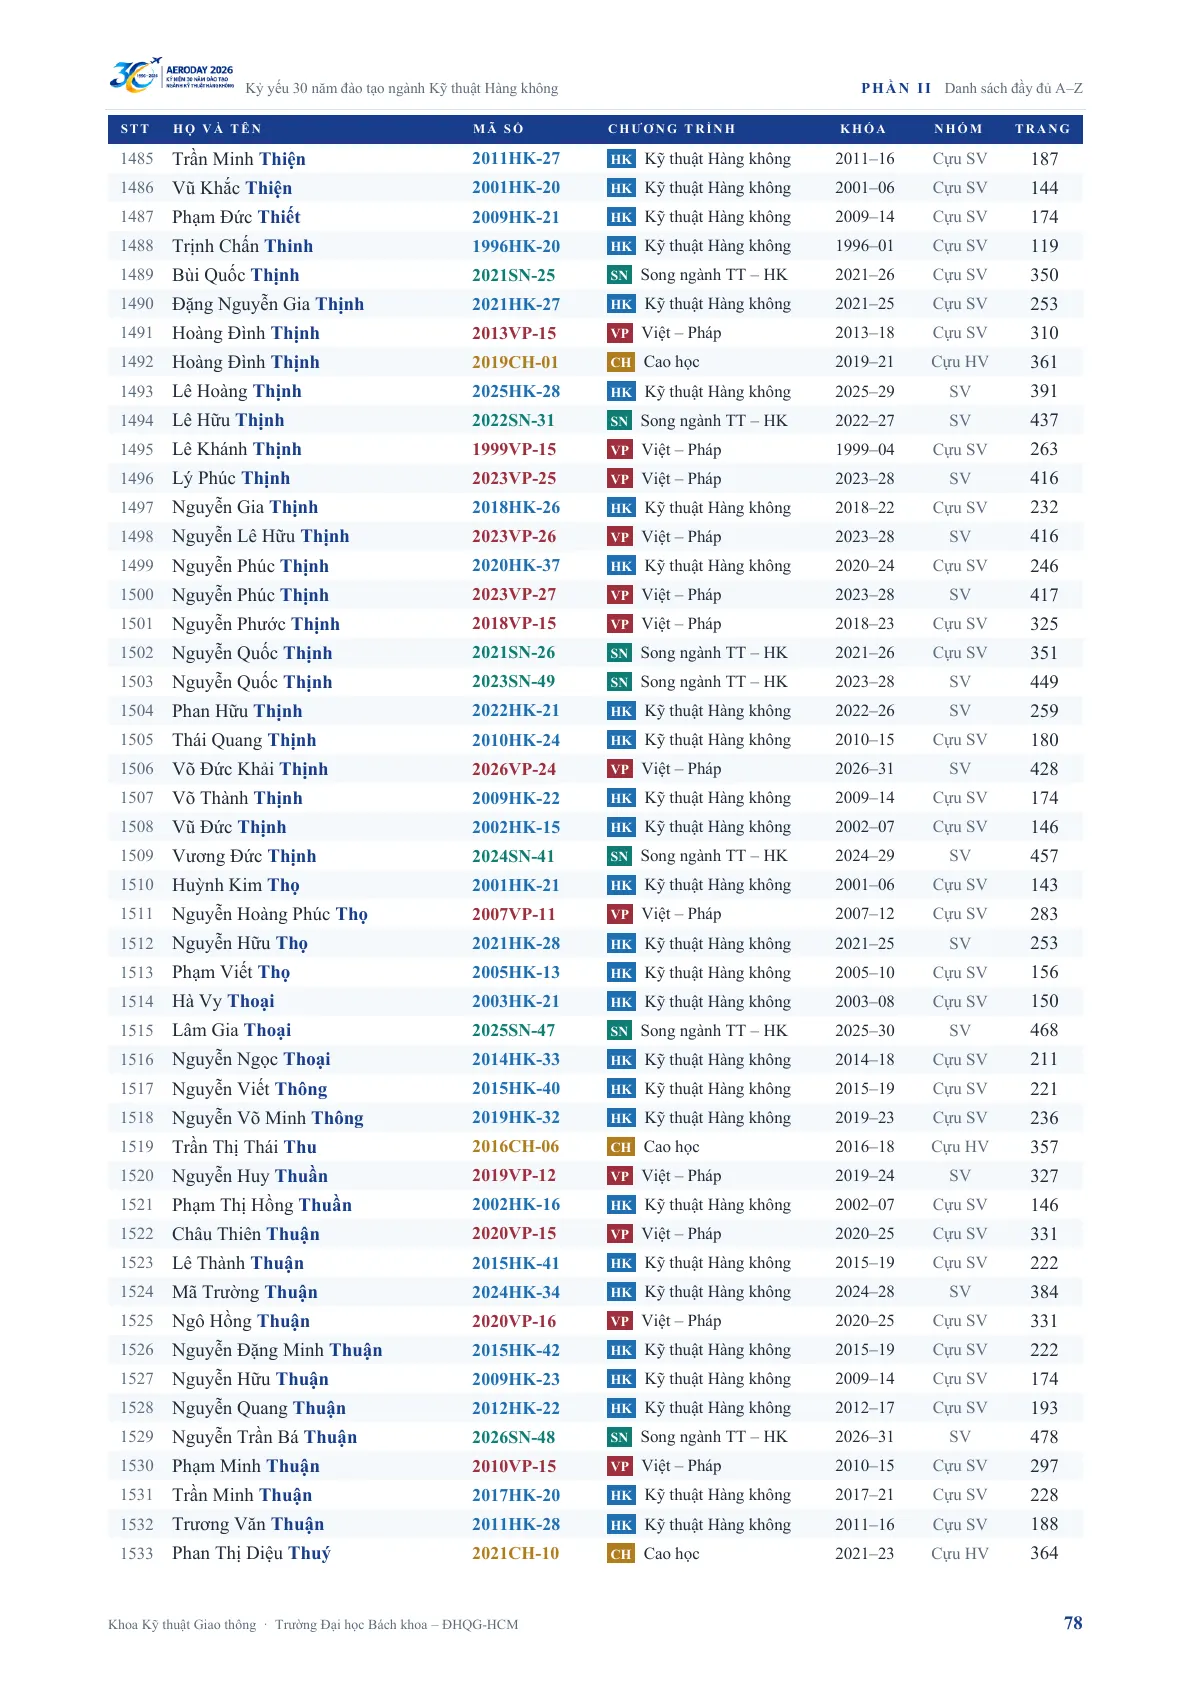 30
1996 - 2026
AERODAY 2026
KỶ NIỆM 30 NĂM ĐÀO TẠO
NGÀNH KỸ THUẬT HÀNG KHÔNG
Kỷ yếu 30 năm đào tạo ngành Kỹ thuật Hàng không
PHẦN II Danh sách đầy đủ A–Z
STT HỌ VÀ TÊN MÃ SỐ CHƯƠNG TRÌNH KHÓA NHÓM TRANG
1485 Trần Minh Thiện 2011HK-27 HK Kỹ thuật Hàng không 2011–16 Cựu SV 187
1486 Vũ Khắc Thiện 2001HK-20 HK Kỹ thuật Hàng không 2001–06 Cựu SV 144
1487 Phạm Đức Thiết 2009HK-21 HK Kỹ thuật Hàng không 2009–14 Cựu SV 174
1488 Trịnh Chấn Thinh 1996HK-20 HK Kỹ thuật Hàng không 1996–01 Cựu SV 119
1489 Bùi Quốc Thịnh 2021SN-25 SN Song ngành TT – HK 2021–26 Cựu SV 350
1490 Đặng Nguyễn Gia Thịnh 2021HK-27 HK Kỹ thuật Hàng không 2021–25 Cựu SV 253
1491 Hoàng Đình Thịnh 2013VP-15 VP Việt – Pháp 2013–18 Cựu SV 310
1492 Hoàng Đình Thịnh 2019CH-01 CH Cao học 2019–21 Cựu HV 361
1493 Lê Hoàng Thịnh 2025HK-28 HK Kỹ thuật Hàng không 2025–29 SV 391
1494 Lê Hữu Thịnh 2022SN-31 SN Song ngành TT – HK 2022–27 SV 437
1495 Lê Khánh Thịnh 1999VP-15 VP Việt – Pháp 1999–04 Cựu SV 263
1496 Lý Phúc Thịnh 2023VP-25 VP Việt – Pháp 2023–28 SV 416
1497 Nguyễn Gia Thịnh 2018HK-26 HK Kỹ thuật Hàng không 2018–22 Cựu SV 232
1498 Nguyễn Lê Hữu Thịnh 2023VP-26 VP Việt – Pháp 2023–28 SV 416
1499 Nguyễn Phúc Thịnh 2020HK-37 HK Kỹ thuật Hàng không 2020–24 Cựu SV 246
1500 Nguyễn Phúc Thịnh 2023VP-27 VP Việt – Pháp 2023–28 SV 417
1501 Nguyễn Phước Thịnh 2018VP-15 VP Việt – Pháp 2018–23 Cựu SV 325
1502 Nguyễn Quốc Thịnh 2021SN-26 SN Song ngành TT – HK 2021–26 Cựu SV 351
1503 Nguyễn Quốc Thịnh 2023SN-49 SN Song ngành TT – HK 2023–28 SV 449
1504 Phan Hữu Thịnh 2022HK-21 HK Kỹ thuật Hàng không 2022–26 SV 259
1505 Thái Quang Thịnh 2010HK-24 HK Kỹ thuật Hàng không 2010–15 Cựu SV 180
1506 Võ Đức Khải Thịnh 2026VP-24 VP Việt – Pháp 2026–31 SV 428
1507 Võ Thành Thịnh 2009HK-22 HK Kỹ thuật Hàng không 2009–14 Cựu SV 174
1508 Vũ Đức Thịnh 2002HK-15 HK Kỹ thuật Hàng không 2002–07 Cựu SV 146
1509 Vương Đức Thịnh 2024SN-41 SN Song ngành TT – HK 2024–29 SV 457
1510 Huỳnh Kim Thọ 2001HK-21 HK Kỹ thuật Hàng không 2001–06 Cựu SV 143
1511 Nguyễn Hoàng Phúc Thọ 2007VP-11 VP Việt – Pháp 2007–12 Cựu SV 283
1512 Nguyễn Hữu Thọ 2021HK-28 HK Kỹ thuật Hàng không 2021–25 SV 253
1513 Phạm Viết Thọ 2005HK-13 HK Kỹ thuật Hàng không 2005–10 Cựu SV 156
1514 Hà Vy Thoại 2003HK-21 HK Kỹ thuật Hàng không 2003–08 Cựu SV 150
1515 Lâm Gia Thoại 2025SN-47 SN Song ngành TT – HK 2025–30 SV 468
1516 Nguyễn Ngọc Thoại 2014HK-33 HK Kỹ thuật Hàng không 2014–18 Cựu SV 211
1517 Nguyễn Viết Thông 2015HK-40 HK Kỹ thuật Hàng không 2015–19 Cựu SV 221
1518 Nguyễn Võ Minh Thông 2019HK-32 HK Kỹ thuật Hàng không 2019–23 Cựu SV 236
1519 Trần Thị Thái Thu 2016CH-06 CH Cao học 2016–18 Cựu HV 357
1520 Nguyễn Huy Thuần 2019VP-12 VP Việt – Pháp 2019–24 SV 327
1521 Phạm Thị Hồng Thuần 2002HK-16 HK Kỹ thuật Hàng không 2002–07 Cựu SV 146
1522 Châu Thiên Thuận 2020VP-15 VP Việt – Pháp 2020–25 Cựu SV 331
1523 Lê Thành Thuận 2015HK-41 HK Kỹ thuật Hàng không 2015–19 Cựu SV 222
1524 Mã Trường Thuận 2024HK-34 HK Kỹ thuật Hàng không 2024–28 SV 384
1525 Ngô Hồng Thuận 2020VP-16 VP Việt – Pháp 2020–25 Cựu SV 331
1526 Nguyễn Đặng Minh Thuận 2015HK-42 HK Kỹ thuật Hàng không 2015–19 Cựu SV 222
1527 Nguyễn Hữu Thuận 2009HK-23 HK Kỹ thuật Hàng không 2009–14 Cựu SV 174
1528 Nguyễn Quang Thuận 2012HK-22 HK Kỹ thuật Hàng không 2012–17 Cựu SV 193
1529 Nguyễn Trần Bá Thuận 2026SN-48 SN Song ngành TT – HK 2026–31 SV 478
1530 Phạm Minh Thuận 2010VP-15 VP Việt – Pháp 2010–15 Cựu SV 297
1531 Trần Minh Thuận 2017HK-20 HK Kỹ thuật Hàng không 2017–21 Cựu SV 228
1532 Trương Văn Thuận 2011HK-28 HK Kỹ thuật Hàng không 2011–16 Cựu SV 188
1533 Phan Thị Diệu Thuý 2021CH-10 CH Cao học 2021–23 Cựu HV 364
Khoa Kỹ thuật Giao thông · Trường Đại học Bách khoa – ĐHQG-HCM
78